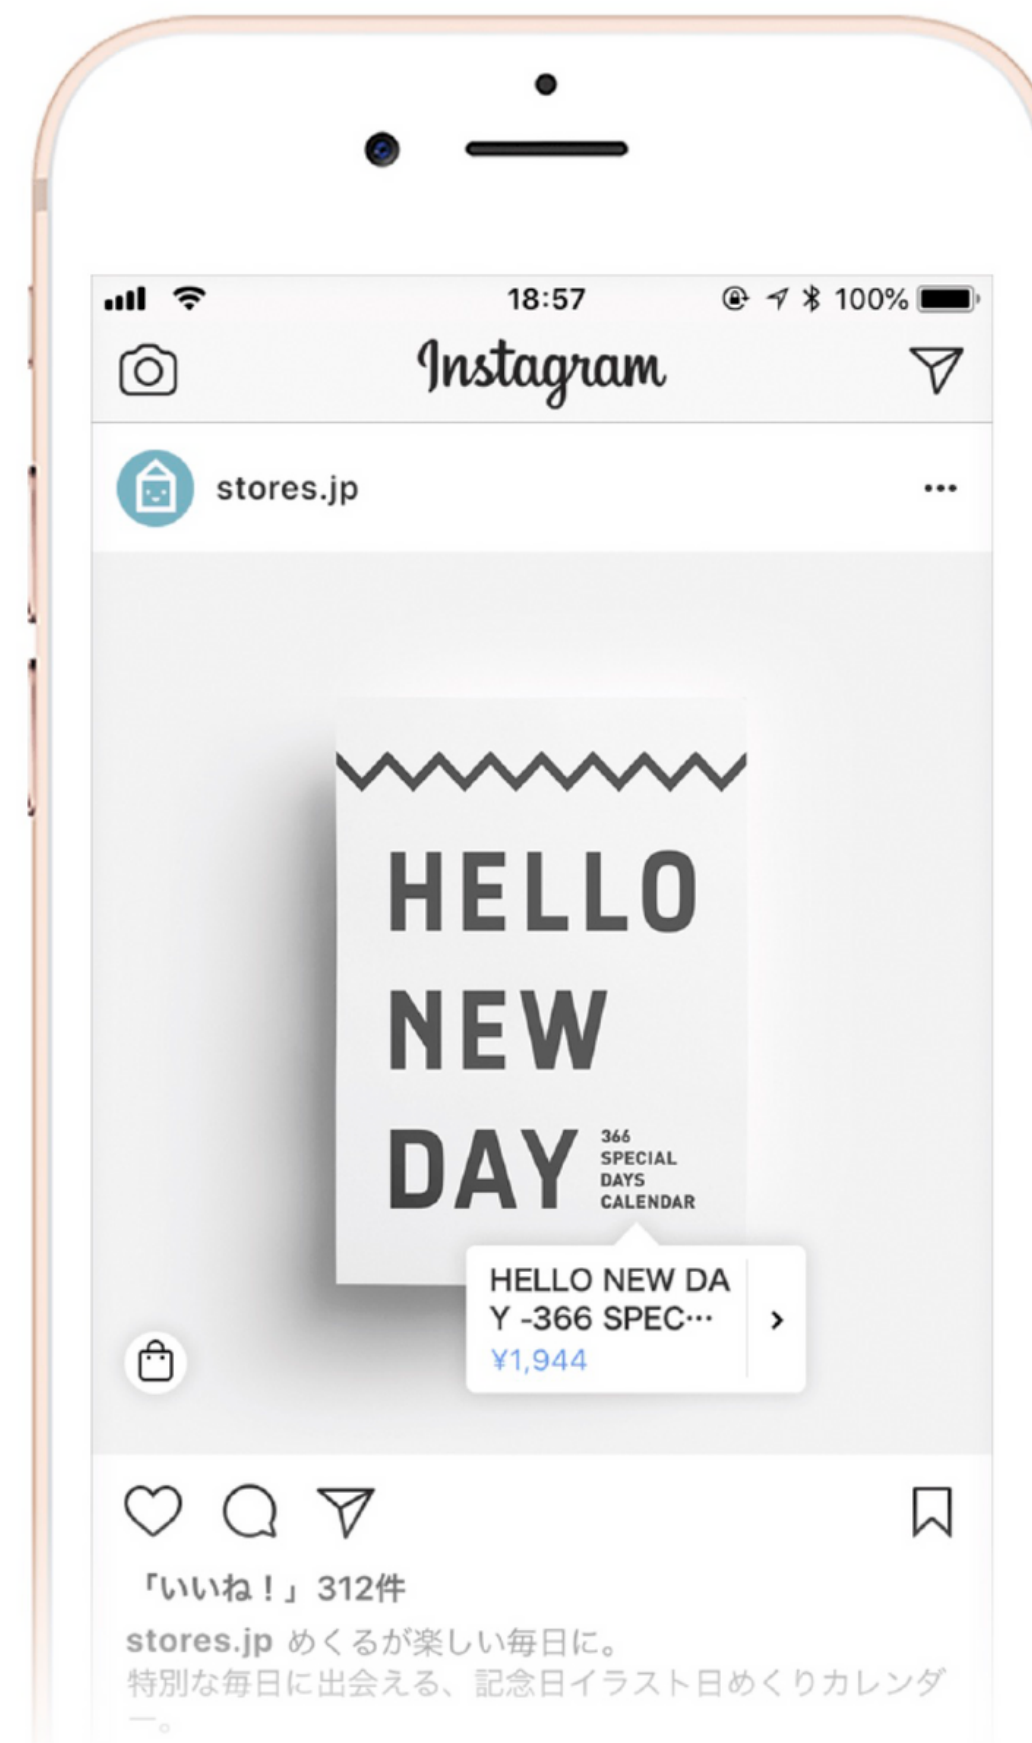 18:57
100%
Instagram
stores.jp
HELLO
NEW
DAY
366
SPECIAL
DAYS
CALENDAR
HELLO NEW DA
Y -366 SPEC…
¥1,944
「いいね！」312件
stores.jp めくるが楽しい毎日に。
特別な毎日に出会える、記念日イラスト日めくりカレンダ
ー。